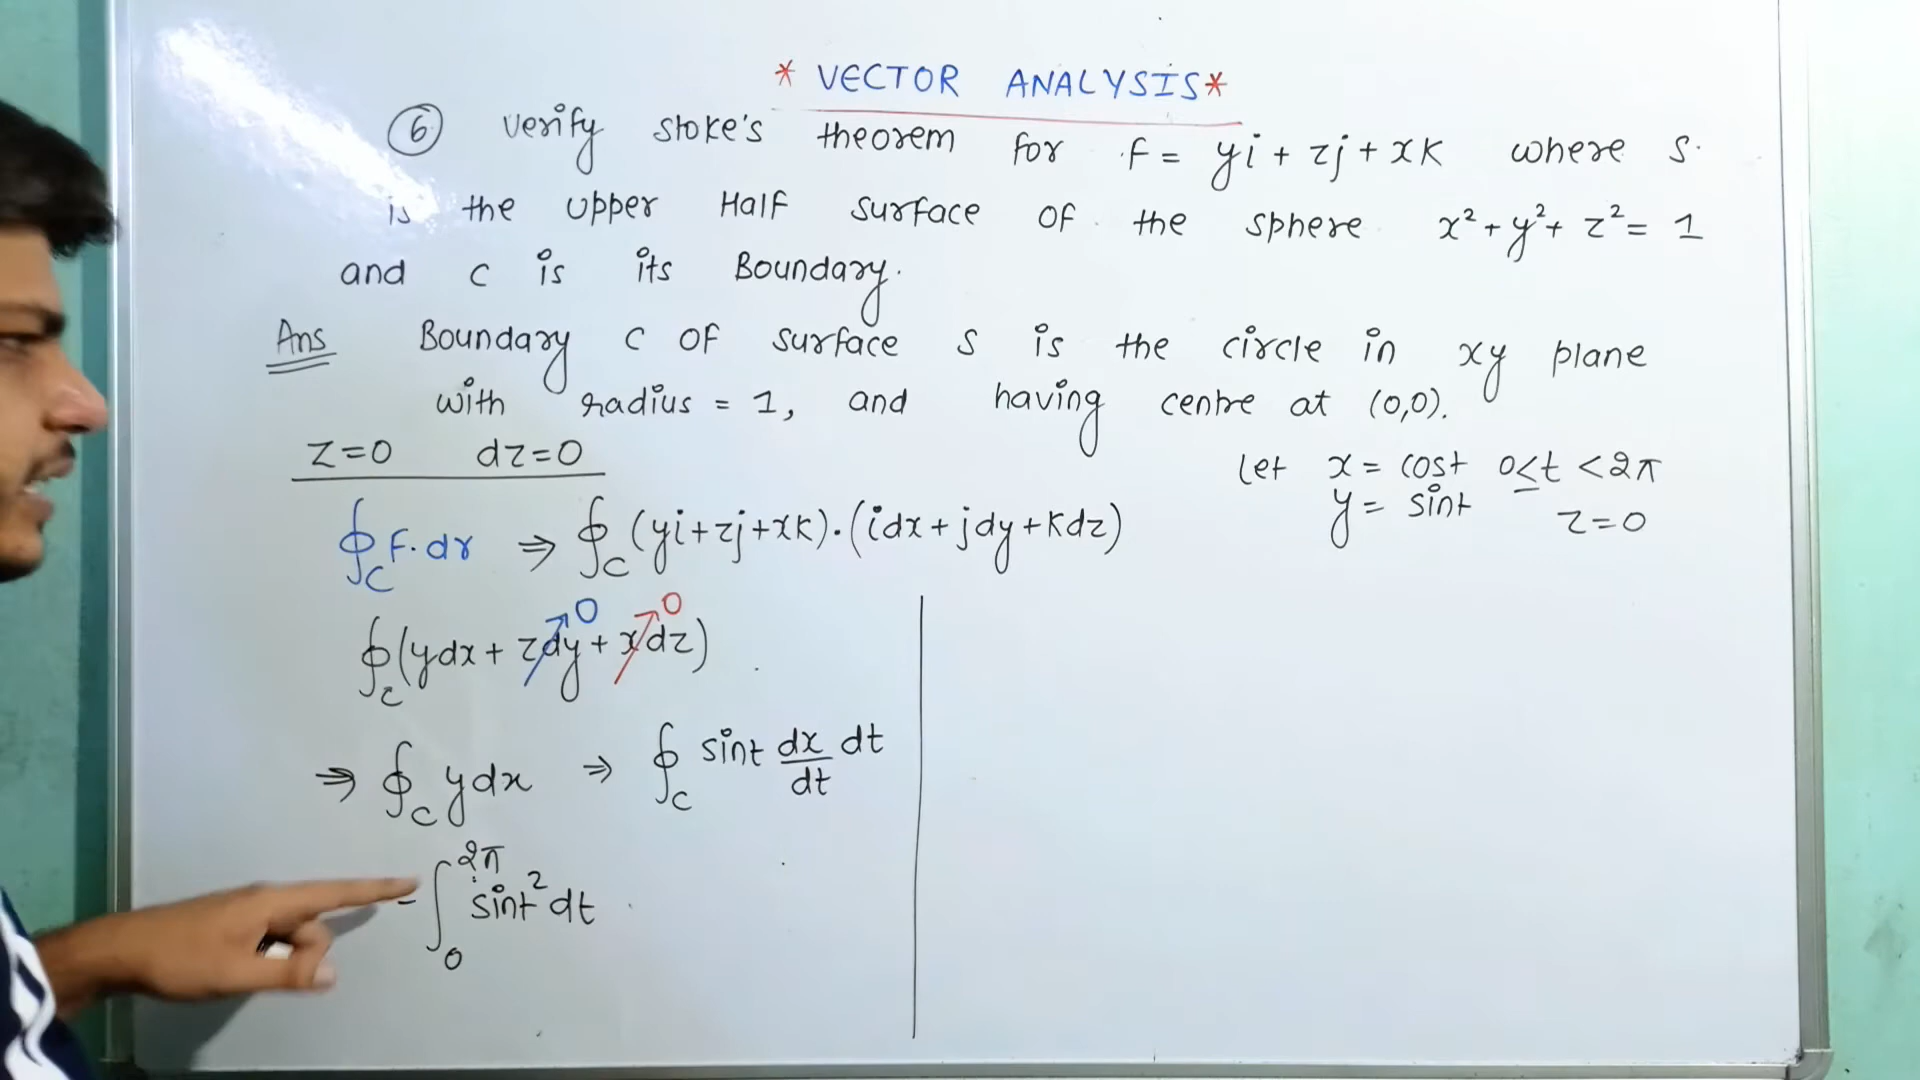 * VECTOR ANALYSIS *
⑥ verify stoke's theorem for F = yi + zj + xk where s.
is the upper Half surface of the sphere x² + y² + z² = 1
and c is its Boundary.
Ans Boundary c of surface s is the circle in xy plane
with radius = 1, and having centre at (0,0).
z=0 dz=0
Let x = cost 0≤t <2π
y = sint z=0
∮c F.dr ⇒ ∮c (yi+zj+xk).(idx+jdy+kdz)
∮c (ydx + zdy + xdz)
0 0
⇒ ∮c ydx ⇒ ∮c sint dx/dt dt
- ∫₀^2π sint² dt